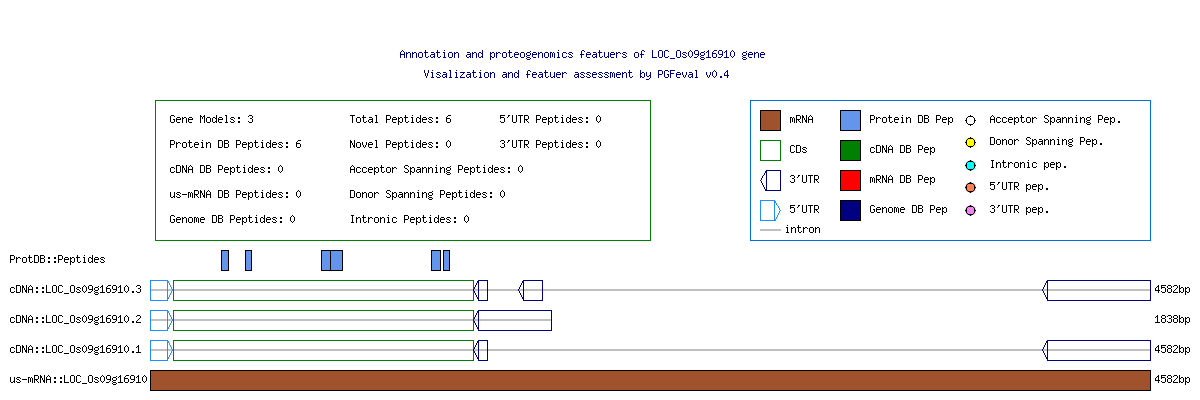 Annotation and proteogenomics featuers of LOC_Os09g16910 gene
Visalization and featuer assessment by PGFeval v0.4
Gene Models: 3 Total Peptides: 6 5'UTR Peptides: 0
Protein DB Peptides: 6 Novel Peptides: 0 3'UTR Peptides: 0
cDNA DB Peptides: 0 Acceptor Spanning Peptides: 0
us-mRNA DB Peptides: 0 Donor Spanning Peptides: 0
Genome DB Peptides: 0 Intronic Peptides: 0
mRNA Protein DB Pep Acceptor Spanning Pep.
CDs cDNA DB Pep Donor Spanning Pep.
3'UTR mRNA DB Pep Intronic pep.
5'UTR Genome DB Pep 5'UTR pep.
intron 3'UTR pep.
ProtDB::Peptides
cDNA::LOC_Os09g16910.3 4582bp
cDNA::LOC_Os09g16910.2 1838bp
cDNA::LOC_Os09g16910.1 4582bp
us-mRNA::LOC_Os09g16910 4582bp